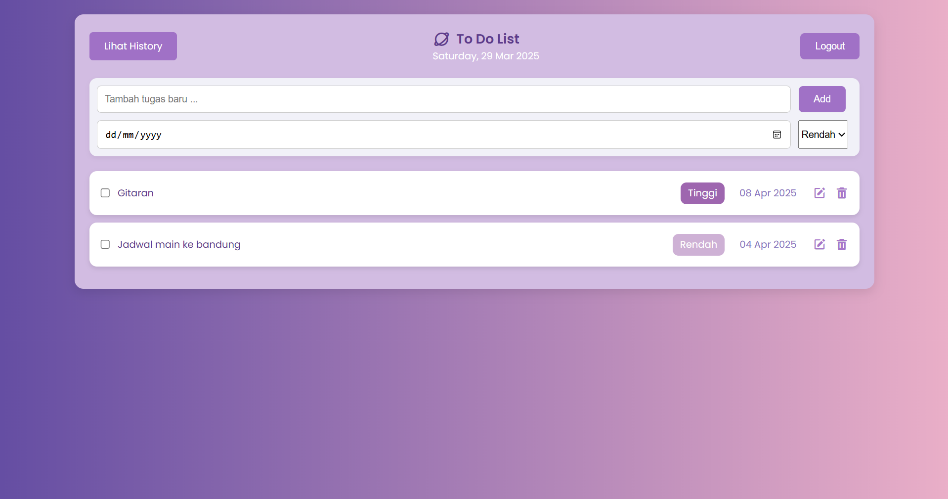 Lihat History
To Do List
Saturday, 29 Mar 2025
Logout
Tambah tugas baru ...
Add
dd/mm/yyyy
Rendah
Gitaran Tinggi 08 Apr 2025
Jadwal main ke bandung Rendah 04 Apr 2025